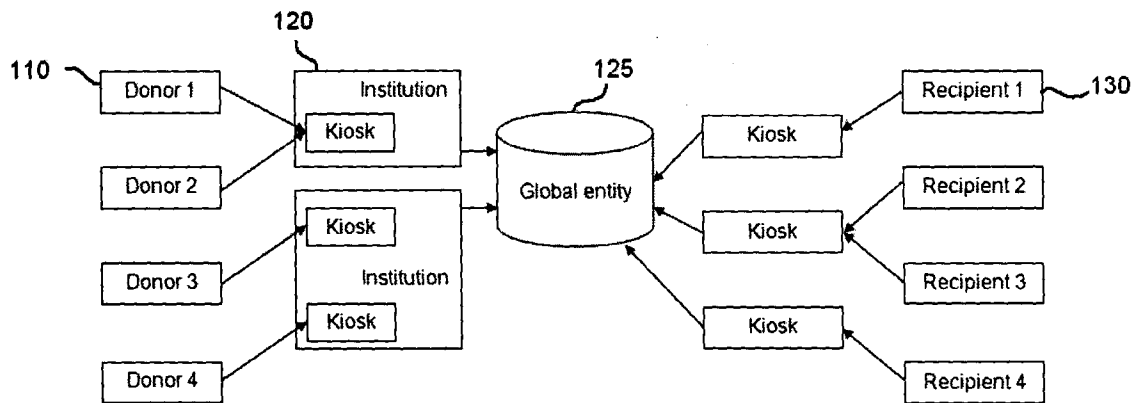 120
110
125
130
Donor 1
Institution
Kiosk
Recipient 1
Kiosk
Donor 2
Global entity
Recipient 2
Kiosk
Kiosk
Donor 3
Institution
Recipient 3
Kiosk
Kiosk
Donor 4
Recipient 4